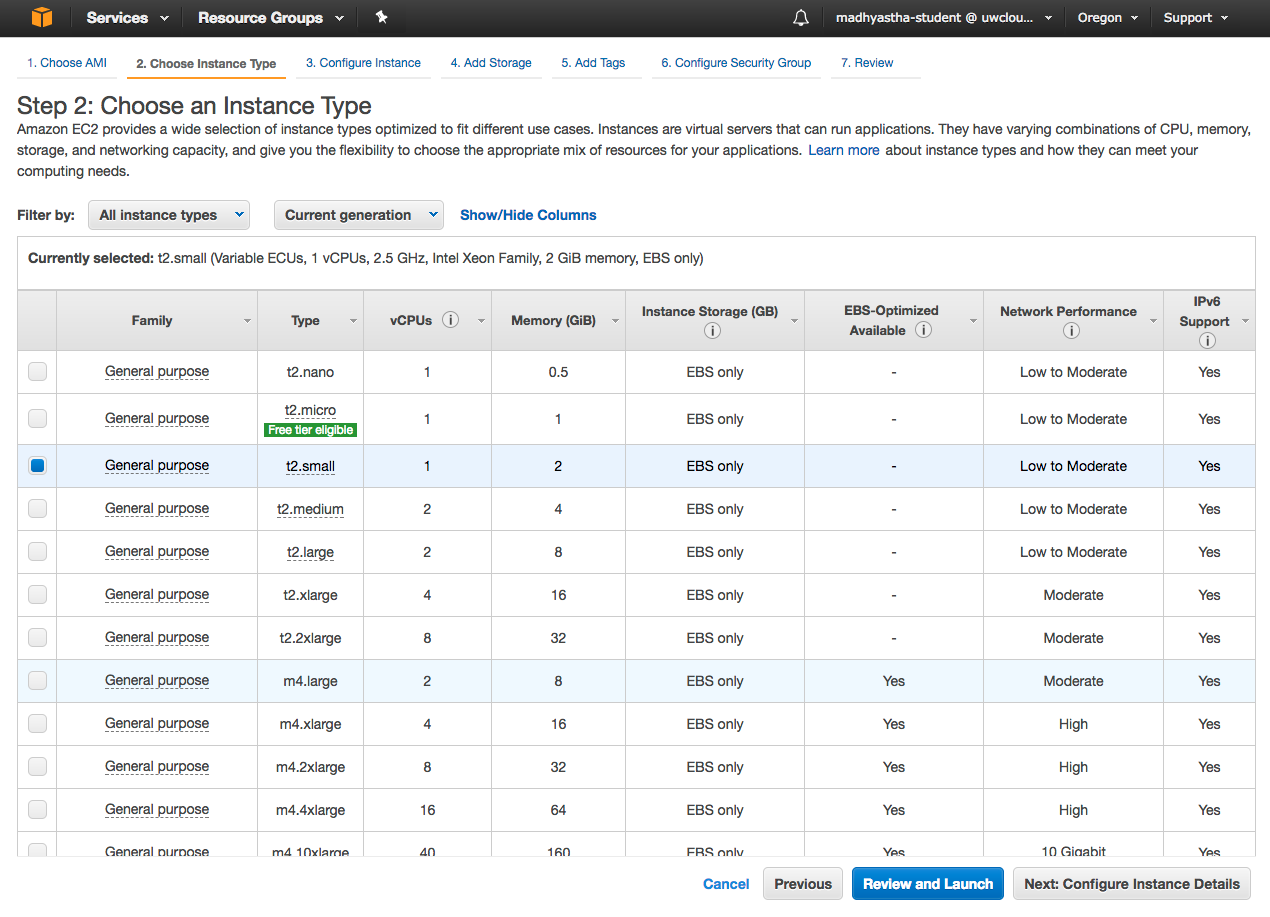 Services Resource Groups madhyastha-student @ uwclou... Oregon Support
1. Choose AMI 2. Choose Instance Type 3. Configure Instance 4. Add Storage 5. Add Tags 6. Configure Security Group 7. Review
Step 2: Choose an Instance Type
Amazon EC2 provides a wide selection of instance types optimized to fit different use cases. Instances are virtual servers that can run applications. They have varying combinations of CPU, memory,
storage, and networking capacity, and give you the flexibility to choose the appropriate mix of resources for your applications. Learn more about instance types and how they can meet your
computing needs.
Filter by: All instance types Current generation Show/Hide Columns
Currently selected: t2.small (Variable ECUs, 1 vCPUs, 2.5 GHz, Intel Xeon Family, 2 GiB memory, EBS only)
Family Type vCPUs Memory (GiB) Instance Storage (GB) EBS-Optimized Available Network Performance IPv6 Support
General purpose t2.nano 1 0.5 EBS only - Low to Moderate Yes
General purpose t2.micro 1 1 EBS only - Low to Moderate Yes
Free tier eligible
General purpose t2.small 1 2 EBS only - Low to Moderate Yes
General purpose t2.medium 2 4 EBS only - Low to Moderate Yes
General purpose t2.large 2 8 EBS only - Low to Moderate Yes
General purpose t2.xlarge 4 16 EBS only - Moderate Yes
General purpose t2.2xlarge 8 32 EBS only - Moderate Yes
General purpose m4.large 2 8 EBS only Yes Moderate Yes
General purpose m4.xlarge 4 16 EBS only Yes High Yes
General purpose m4.2xlarge 8 32 EBS only Yes High Yes
General purpose m4.4xlarge 16 64 EBS only Yes High Yes
General purpose m4.10xlarge 40 160 EBS only Yes 10 Gigabit Yes
Cancel Previous Review and Launch Next: Configure Instance Details